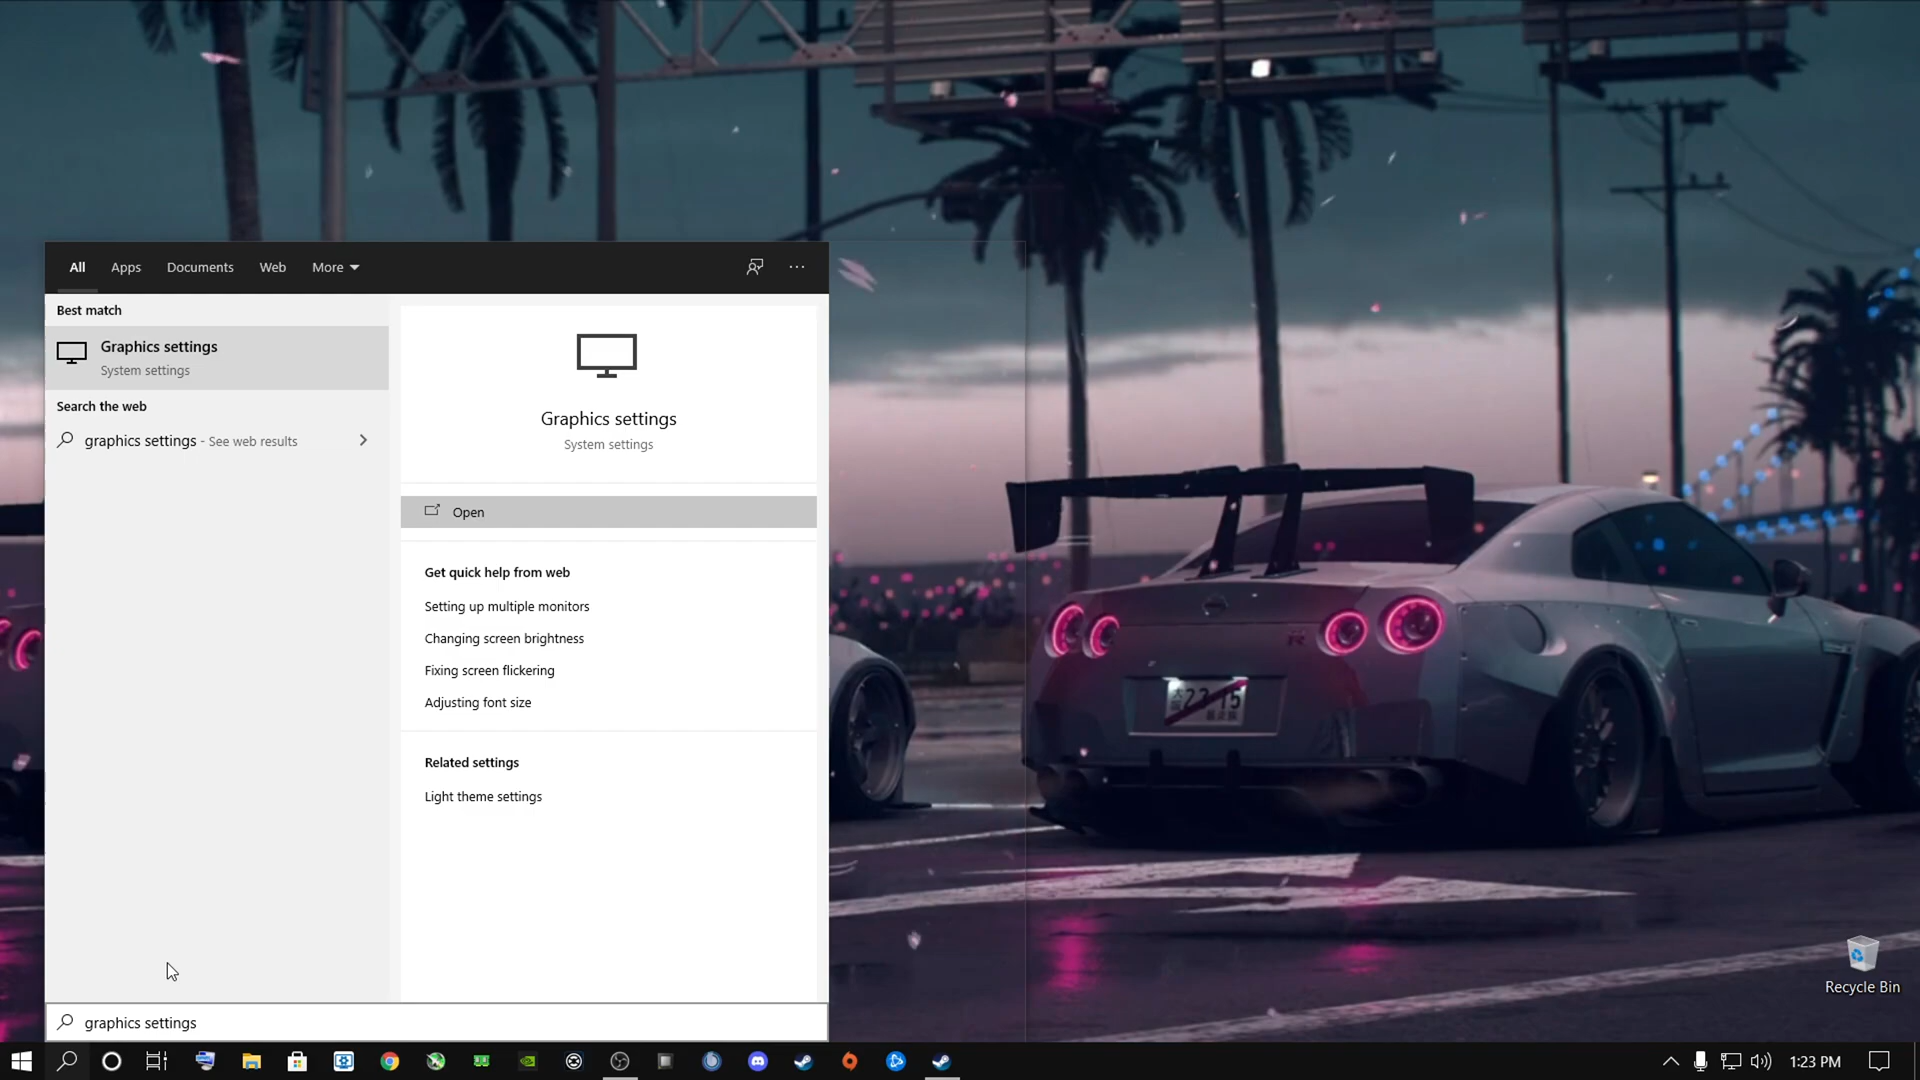 All Apps Documents Web More
Best match
Graphics settings
System settings
Search the web
graphics settings - See web results
Graphics settings
System settings
Open
Get quick help from web
Setting up multiple monitors
Changing screen brightness
Fixing screen flickering
Adjusting font size
Related settings
Light theme settings
graphics settings
Recycle Bin
1:23 PM